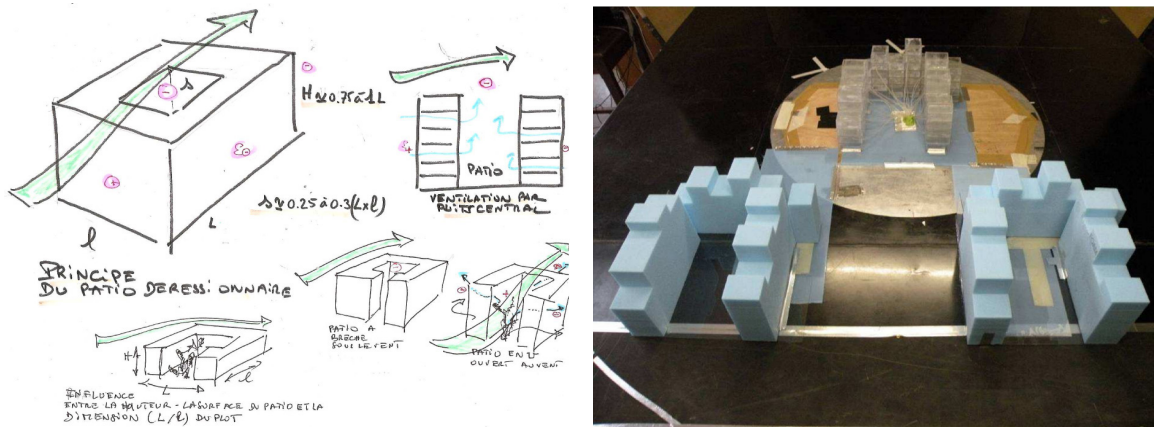 S
H≃0.75 à 1L
s≃0.25 à 0.3(L×l)
l
L
PRINCIPE
DU PATIO DEPRESSIONNAIRE
PATIO
VENTILATION PAR
PUITS CENTRAL
PATIO A
BRECHE
SOUS LE VENT
PATIO EN U
OUVERT AU VENT
H
L
l
INFLUENCE
ENTRE LA HAUTEUR - LA SURFACE DU PATIO ET LA
DIMENSION (L/l) DU PLOT